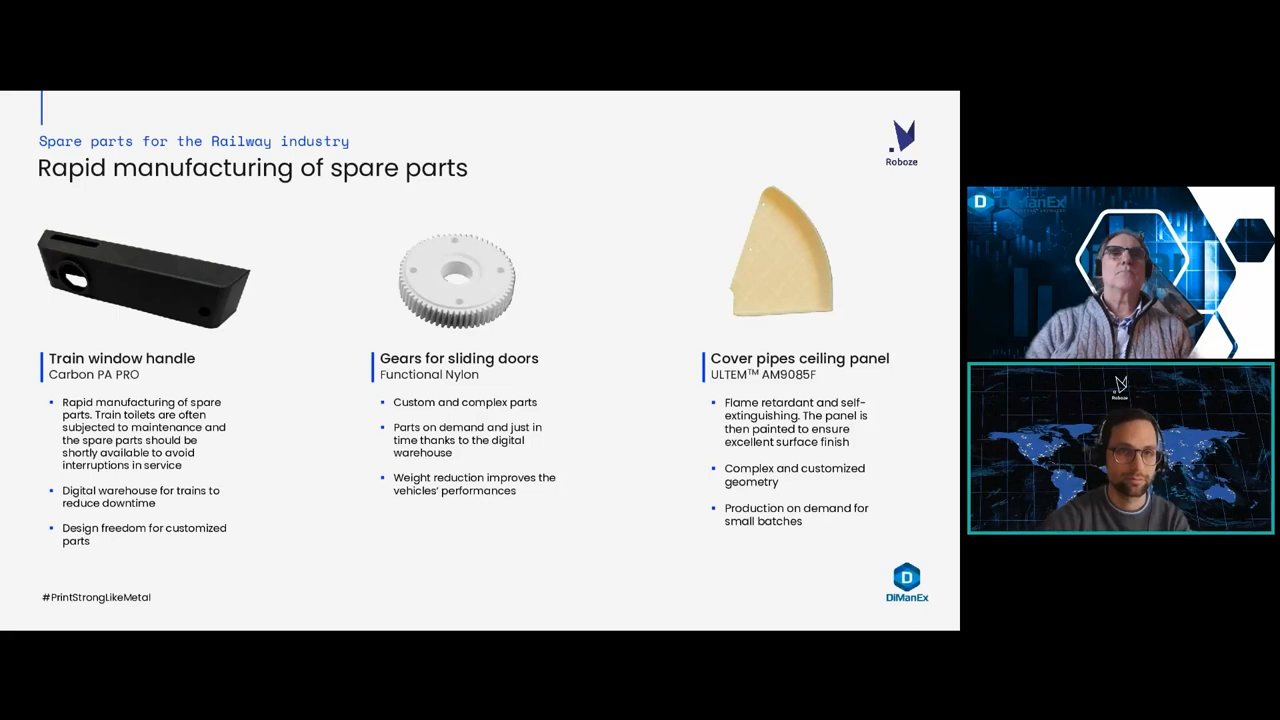 Spare parts for the Railway industry
Rapid manufacturing of spare parts
Roboze
Train window handle
Carbon PA PRO
Rapid manufacturing of spare
parts. Train toilets are often
subjected to maintenance and
the spare parts should be
shortly available to avoid
interruptions in service
Digital warehouse for trains to
reduce downtime
Design freedom for customized
parts
Gears for sliding doors
Functional Nylon
Custom and complex parts
Parts on demand and just in
time thanks to the digital
warehouse
Weight reduction improves the
vehicles’ performances
Cover pipes ceiling panel
ULTEM™ AM9085F
Flame retardant and self-
extinguishing. The panel is
then painted to ensure
excellent surface finish
Complex and customized
geometry
Production on demand for
small batches
#PrintStrongLikeMetal
D
DiManEx
D DiManEx
Roboze